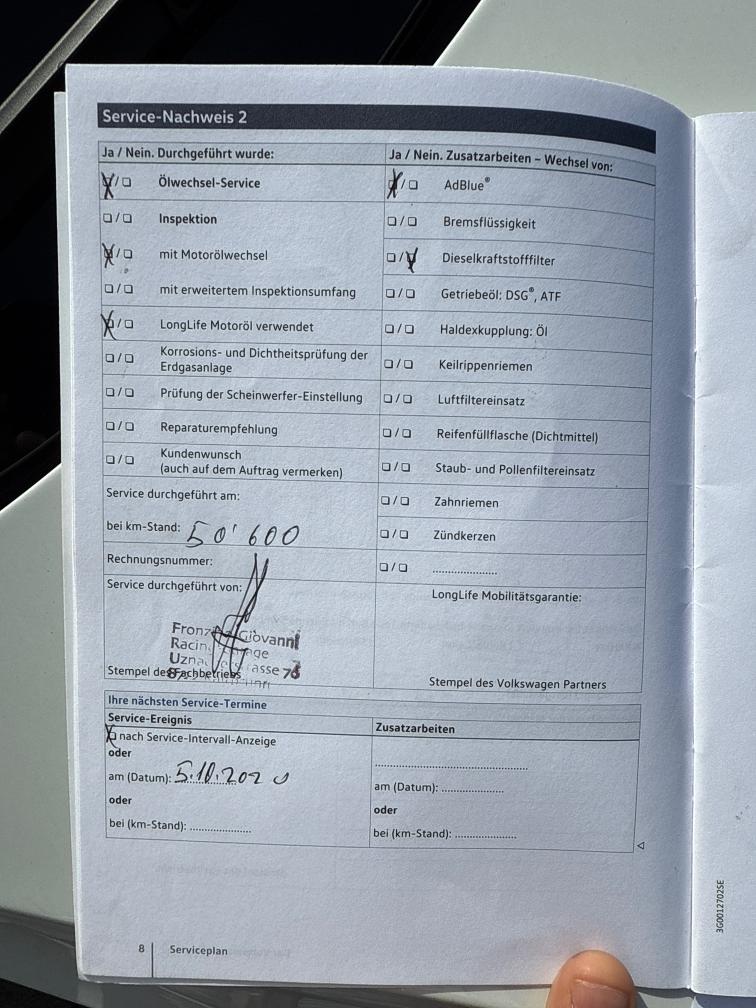 Service-Nachweis 2
Ja / Nein. Durchgeführt wurde:
Ölwechsel-Service
Inspektion
mit Motorölwechsel
mit erweitertem Inspektionsumfang
LongLife Motoröl verwendet
Korrosions- und Dichtheitsprüfung der
Erdgasanlage
Prüfung der Scheinwerfer-Einstellung
Reparaturempfehlung
Kundenwunsch
(auch auf dem Auftrag vermerken)
Service durchgeführt am:
bei km-Stand: 50'600
Rechnungsnummer:
Service durchgeführt von:
Giovanni
Racin
Stempel des Fachbetriebs
Ja / Nein. Zusatzarbeiten – Wechsel von:
AdBlue®
Bremsflüssigkeit
Dieselkraftstofffilter
Getriebeöl: DSG®, ATF
Haldexkupplung: Öl
Keilrippenriemen
Luftfiltereinsatz
Reifenfüllflasche (Dichtmittel)
Staub- und Pollenfiltereinsatz
Zahnriemen
Zündkerzen
......................
LongLife Mobilitätsgarantie:
Stempel des Volkswagen Partners
Ihre nächsten Service-Termine
Service-Ereignis
nach Service-Intervall-Anzeige
oder
am (Datum): 5.10.2020
oder
bei (km-Stand): .....................
Zusatzarbeiten
.....................................................
am (Datum): .....................
oder
bei (km-Stand): .....................
8 Serviceplan
3G0012702SE